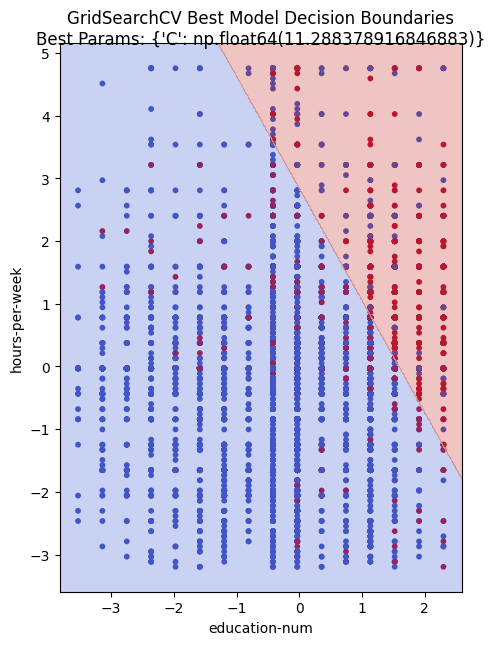 GridSearchCV Best Model Decision Boundaries
Best Params: {'C': np.float64(11.288378916846883)}
5
4
3
2
1
0
−1
−2
−3
hours-per-week
−3 −2 −1 0 1 2
education-num